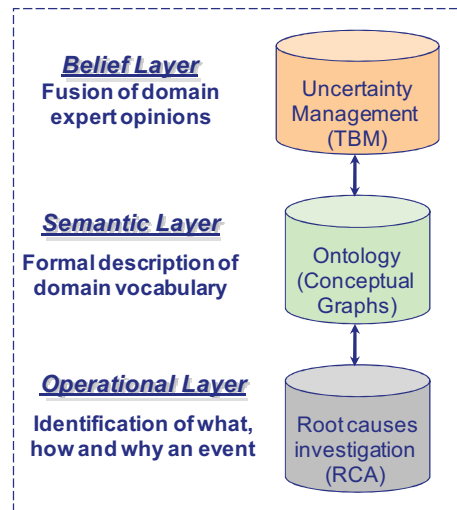 Belief Layer
Fusion of domain
expert opinions
Uncertainty
Management
(TBM)
Semantic Layer
Formal description of
domain vocabulary
Ontology
(Conceptual
Graphs)
Operational Layer
Identification of what,
how and why an event
Root causes
investigation
(RCA)